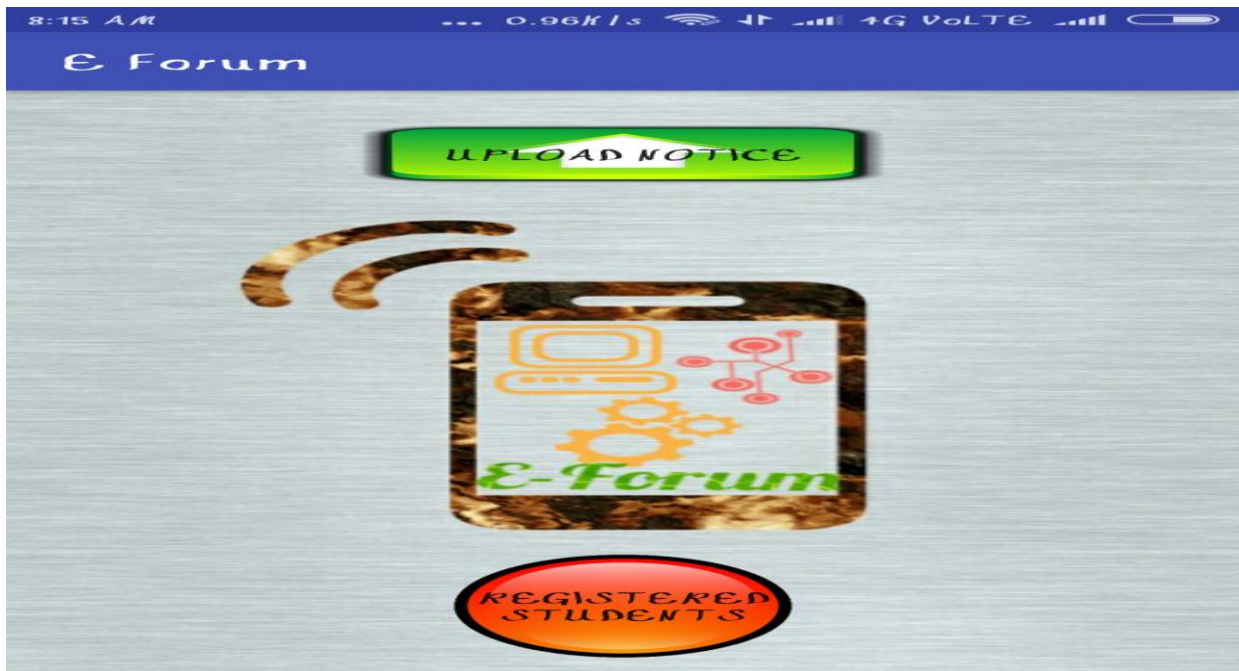 8:15 AM ... 0.96K/s 4G VoLTE
E Forum
UPLOAD NOTICE
E-Forum
REGISTERED
STUDENTS